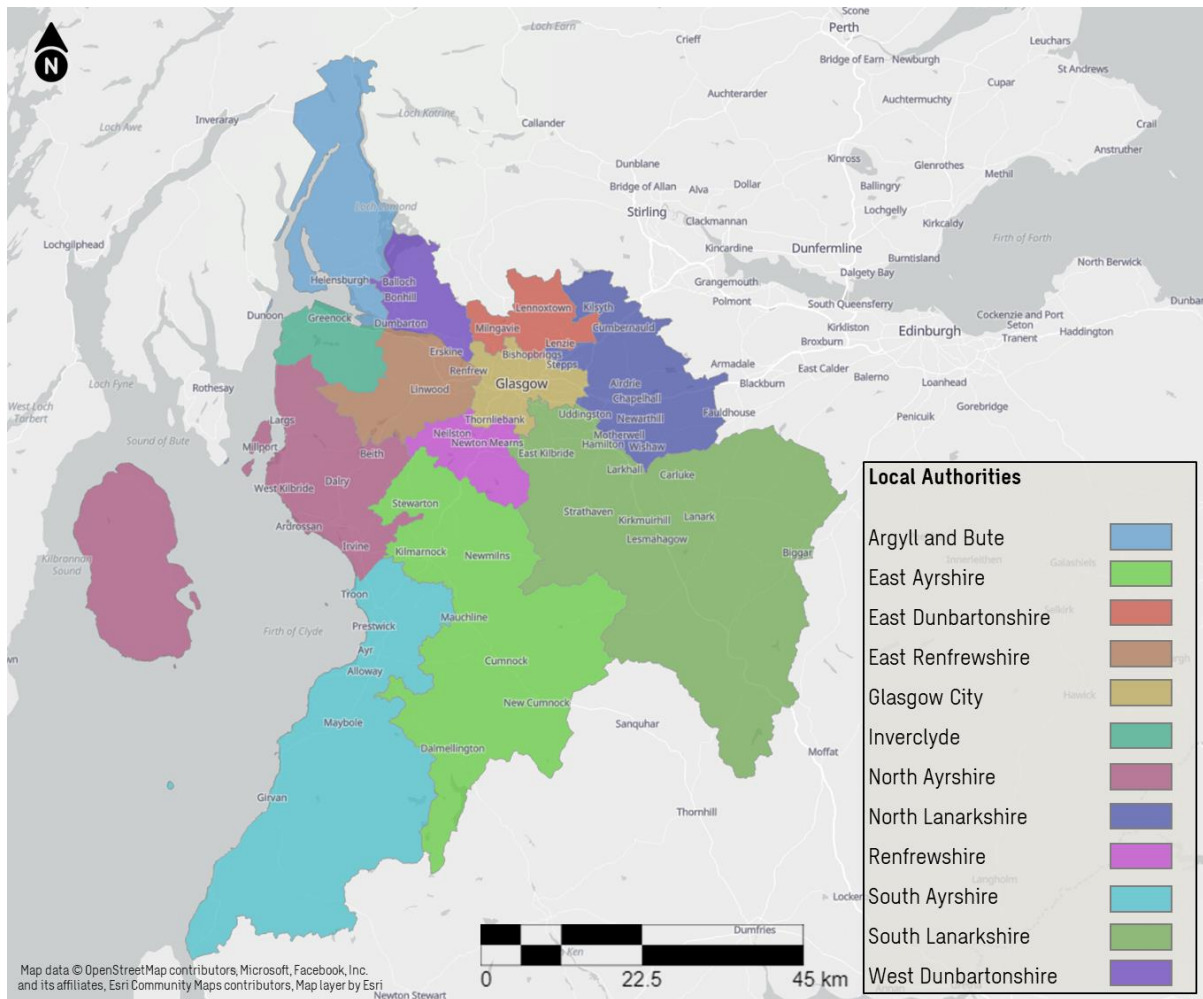 N
Scone
Perth
Loch Earn
Crieff
Leuchars
Bridge of Earn
Newburgh
St Andrews
Cupar
Auchterarder
Auchtermuchty
Loch Katrine
Inveraray
Callander
Loch Awe
Crail
Anstruther
Dunblane
Kinross
Glenrothes
Methil
Bridge of Allan
Alva
Dollar
Ballingry
Stirling
Lochgelly
Clackmannan
Kirkcaldy
Lochgilphead
Kincardine
Dunfermline
Firth of Forth
Burntisland
North Berwick
Dalgety Bay
Helensburgh
Balloch
Grangemouth
Bonhill
Polmont
South Queensferry
Dunbar
Lennoxtown
Kilsyth
Dunoon
Greenock
Dumbarton
Milngavie
Cumbernauld
Kirkliston
Edinburgh
Cockenzie and Port
Seton
Tranent
Haddington
Broxburn
Lenzie
Erskine
Bishopbriggs
Stepps
Armadale
East Calder
Balerno
Renfrew
Glasgow
Blackburn
Loanhead
Loch Fyne
Rothesay
Linwood
Airdrie
Chapelhall
West Loch
Tarbert
Gorebridge
Penicuik
Largs
Thornliebank
Uddingston
Newarthill
Fauldhouse
Sound of Bute
Neilston
Newton Mearns
Motherwell
Hamilton
Wishaw
Millport
Beith
East Kilbride
Larkhall
Carluke
West Kilbride
Dalry
Stewarton
Strathaven
Kirkmuirhill
Lanark
Ardrossan
Lesmahagow
Irvine
Kilmarnock
Newmilns
Biggar
Innerleithen
Galashiels
Kilbrannan
Sound
Troon
Selkirk
Mauchline
Prestwick
Firth of Clyde
Ayr
Cumnock
Alloway
Hawick
New Cumnock
Maybole
Sanquhar
Dalmellington
Moffat
Girvan
Thornhill
Langholm
Dumfries
Newton Stewart
Local Authorities
Argyll and Bute
East Ayrshire
East Dunbartonshire
East Renfrewshire
Glasgow City
Inverclyde
North Ayrshire
North Lanarkshire
Renfrewshire
South Ayrshire
South Lanarkshire
West Dunbartonshire
0 22.5 45 km
Map data © OpenStreetMap contributors, Microsoft, Facebook, Inc.
and its affiliates, Esri Community Maps contributors, Map layer by Esri